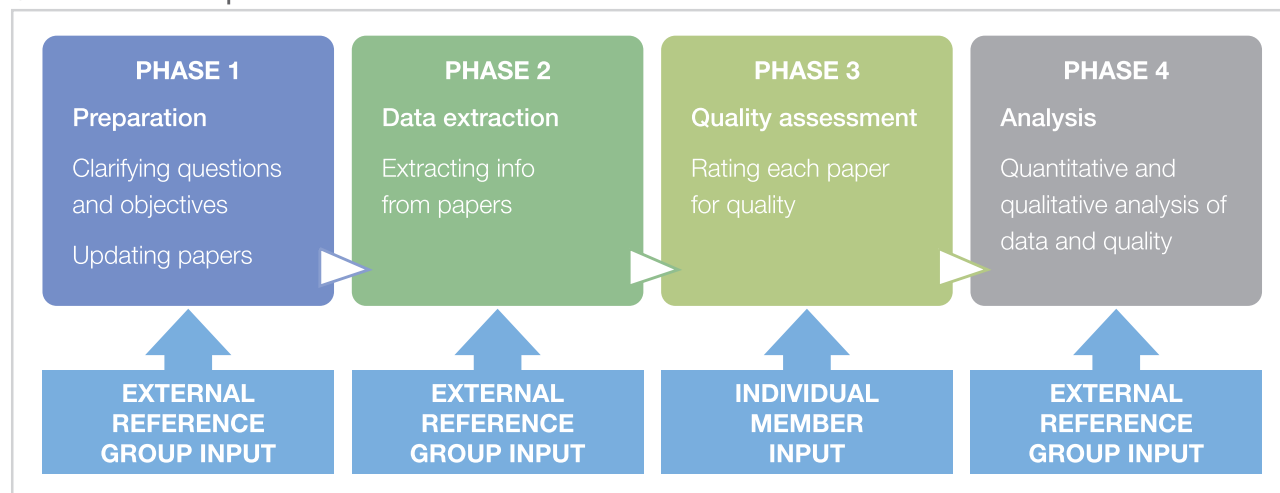 PHASE 1
Preparation
Clarifying questions
and objectives
Updating papers
PHASE 2
Data extraction
Extracting info
from papers
PHASE 3
Quality assessment
Rating each paper
for quality
PHASE 4
Analysis
Quantitative and
qualitative analysis of
data and quality
EXTERNAL
REFERENCE
GROUP INPUT
EXTERNAL
REFERENCE
GROUP INPUT
INDIVIDUAL
MEMBER
INPUT
EXTERNAL
REFERENCE
GROUP INPUT